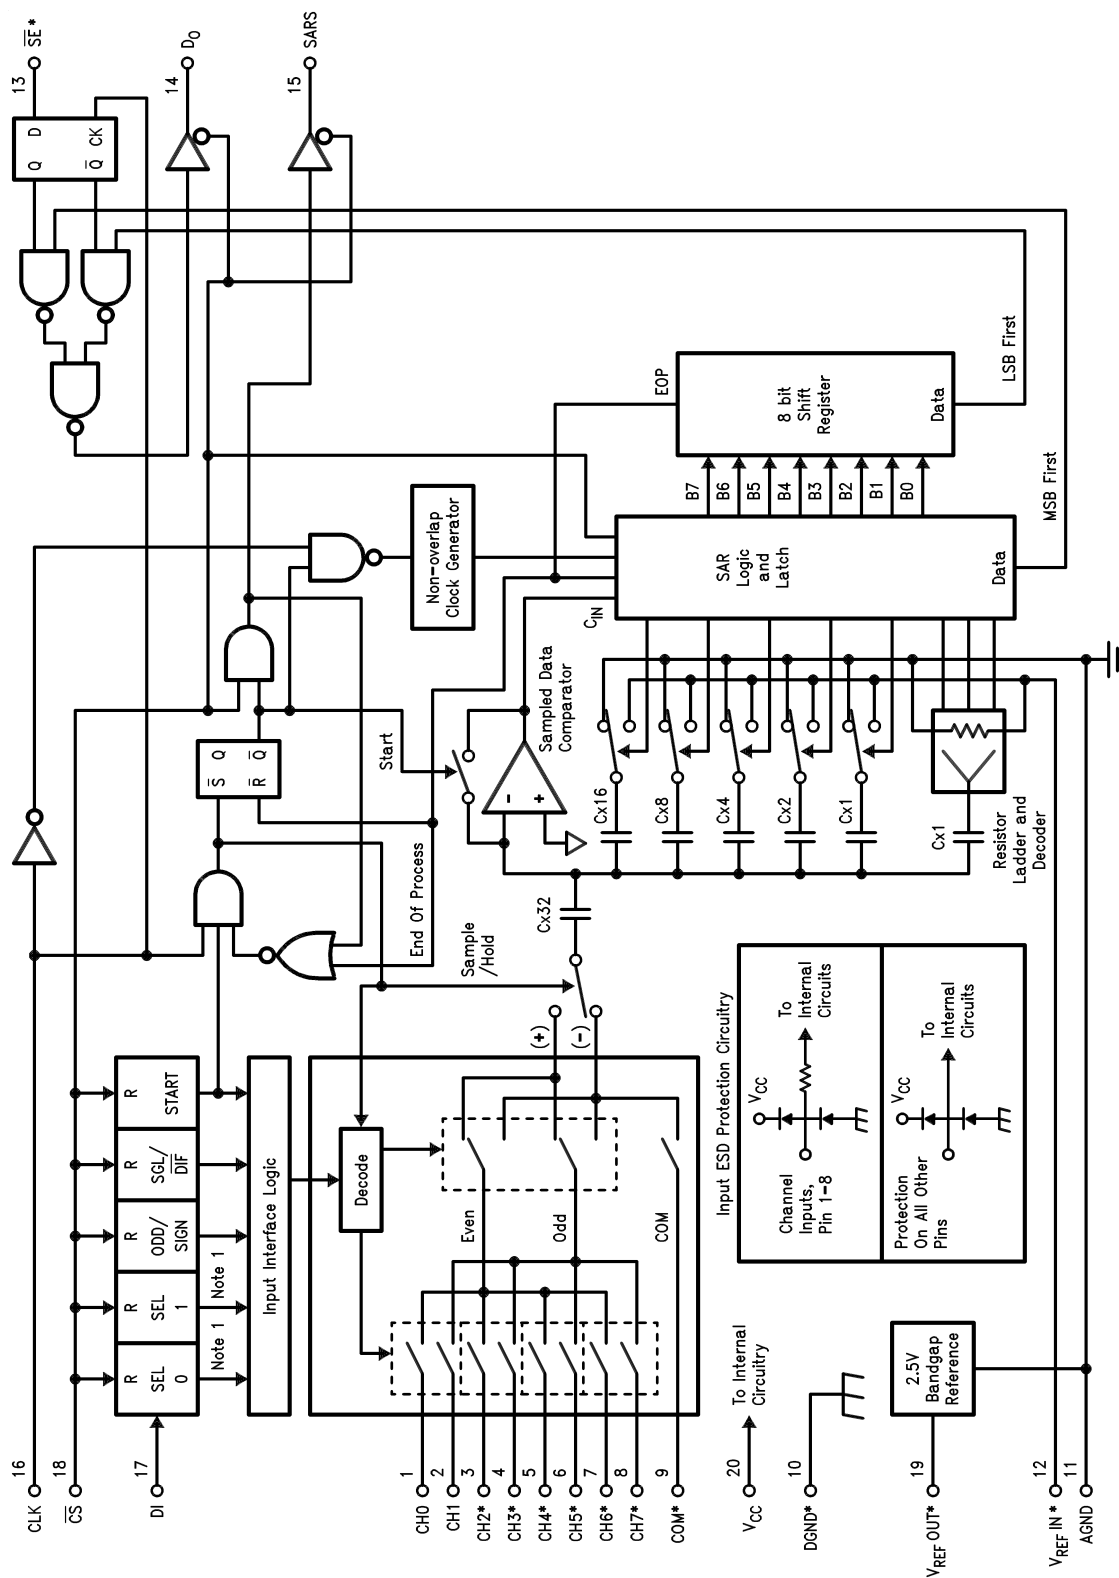 CLK
16
CS
18
DI
17
R
R
R
R
R
SEL
0
SEL
1
ODD/
SIGN
SGL/
DIF
START
Note 1
Note 1
Input Interface Logic
S
Q
R
Q
Start
End Of Process
Sample
/Hold
Non-overlap
Clock Generator
Q
D
Q
CK
13
SE*
14
DO
15
SARS
CH0
1
CH1
2
CH2*
3
CH3*
4
CH4*
5
CH5*
6
CH6*
7
CH7*
8
COM*
9
Decode
Even
Odd
COM
(+)
(-)
Cx32
-
+
Sampled Data
Comparator
Cx16
Cx8
Cx4
Cx2
Cx1
Cx1
Resistor
Ladder and
Decoder
CIN
SAR
Logic
and
Latch
Data
B7
B6
B5
B4
B3
B2
B1
B0
EOP
8 bit
Shift
Register
Data
LSB First
MSB First
VCC
20
To Internal
Circuitry
DGND*
10
VREF OUT*
19
2.5V
Bandgap
Reference
VREF IN*
12
AGND
11
Input ESD Protection Circuitry
Channel
Inputs,
Pin 1-8
VCC
To
Internal
Circuits
Protection
On All Other
Pins
VCC
To
Internal
Circuits